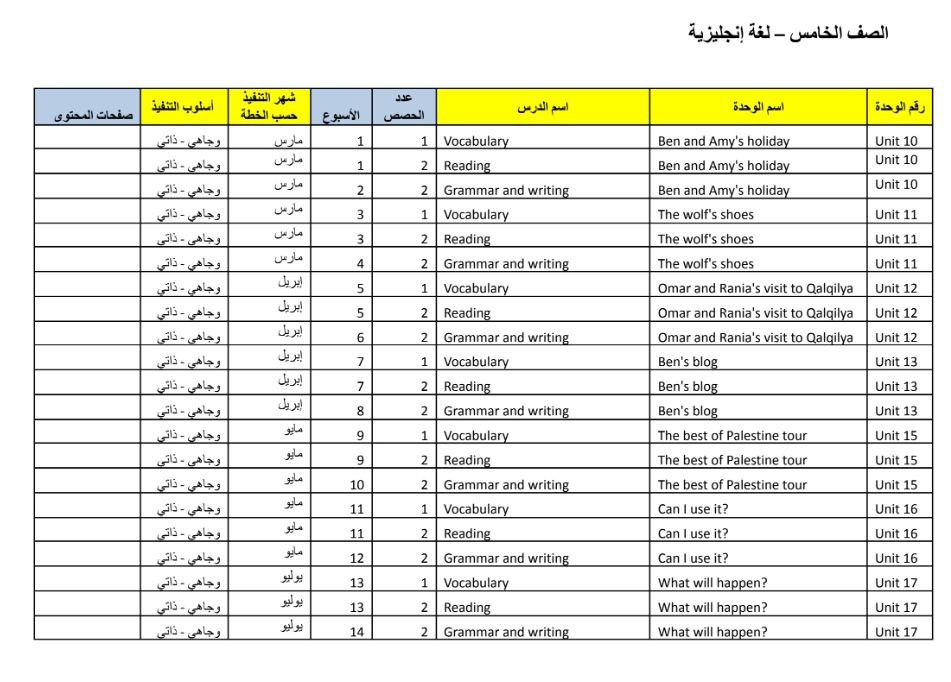 الصف الخامس – لغة إنجليزية
رقم الوحدة اسم الوحدة اسم الدرس عدد الحصص الأسبوع شهر التنفيذ حسب الخطة أسلوب التنفيذ صفحات المحتوى
Unit 10 Ben and Amy's holiday Vocabulary 1 1 مارس وجاهي - ذاتي
Unit 10 Ben and Amy's holiday Reading 2 1 مارس وجاهي - ذاتي
Unit 10 Ben and Amy's holiday Grammar and writing 2 2 مارس وجاهي - ذاتي
Unit 11 The wolf's shoes Vocabulary 1 3 مارس وجاهي - ذاتي
Unit 11 The wolf's shoes Reading 2 3 مارس وجاهي - ذاتي
Unit 11 The wolf's shoes Grammar and writing 2 4 مارس وجاهي - ذاتي
Unit 12 Omar and Rania's visit to Qalqilya Vocabulary 1 5 إبريل وجاهي - ذاتي
Unit 12 Omar and Rania's visit to Qalqilya Reading 2 5 إبريل وجاهي - ذاتي
Unit 12 Omar and Rania's visit to Qalqilya Grammar and writing 2 6 إبريل وجاهي - ذاتي
Unit 13 Ben's blog Vocabulary 1 7 إبريل وجاهي - ذاتي
Unit 13 Ben's blog Reading 2 7 إبريل وجاهي - ذاتي
Unit 13 Ben's blog Grammar and writing 2 8 إبريل وجاهي - ذاتي
Unit 15 The best of Palestine tour Vocabulary 1 9 مايو وجاهي - ذاتي
Unit 15 The best of Palestine tour Reading 2 9 مايو وجاهي - ذاتي
Unit 15 The best of Palestine tour Grammar and writing 2 10 مايو وجاهي - ذاتي
Unit 16 Can I use it? Vocabulary 1 11 مايو وجاهي - ذاتي
Unit 16 Can I use it? Reading 2 11 مايو وجاهي - ذاتي
Unit 16 Can I use it? Grammar and writing 2 12 مايو وجاهي - ذاتي
Unit 17 What will happen? Vocabulary 1 13 يوليو وجاهي - ذاتي
Unit 17 What will happen? Reading 2 13 يوليو وجاهي - ذاتي
Unit 17 What will happen? Grammar and writing 2 14 يوليو وجاهي - ذاتي